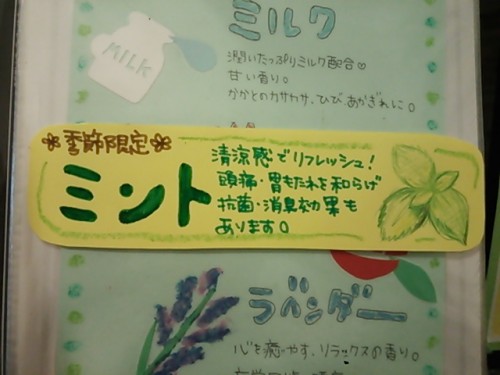 ミルク
MILK
潤いたっぷりミルク配合♡
甘い香り。
かかとのカサカサ、ひび、あかぎれに。
✽季節限定✽
ミント
清涼感でリフレッシュ!
頭痛・胃もたれを和らげ
抗菌・消臭効果も
あります。
ラベンダー
心を癒やす、リラックスの香り。